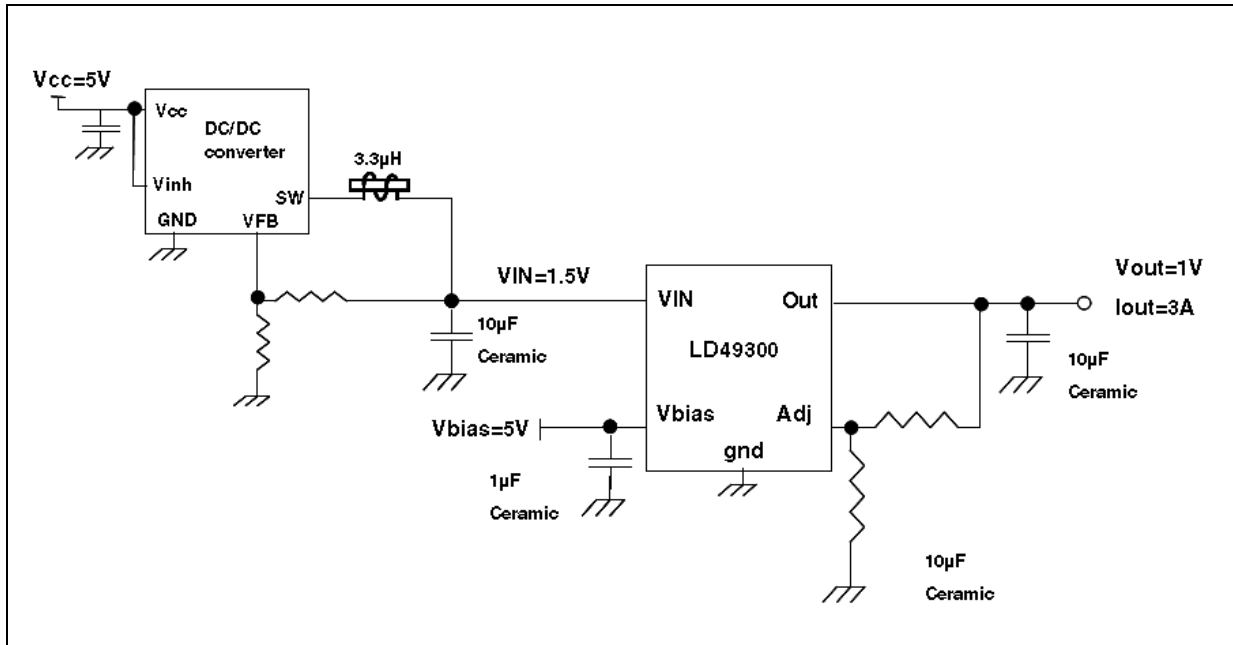 Vcc=5V
Vcc
DC/DC
converter
Vinh
SW
GND
VFB
3.3µH
VIN=1.5V
10µF
Ceramic
VIN
Out
LD49300
Vbias
Adj
gnd
Vbias=5V
1µF
Ceramic
Vout=1V
Iout=3A
10µF
Ceramic
10µF
Ceramic